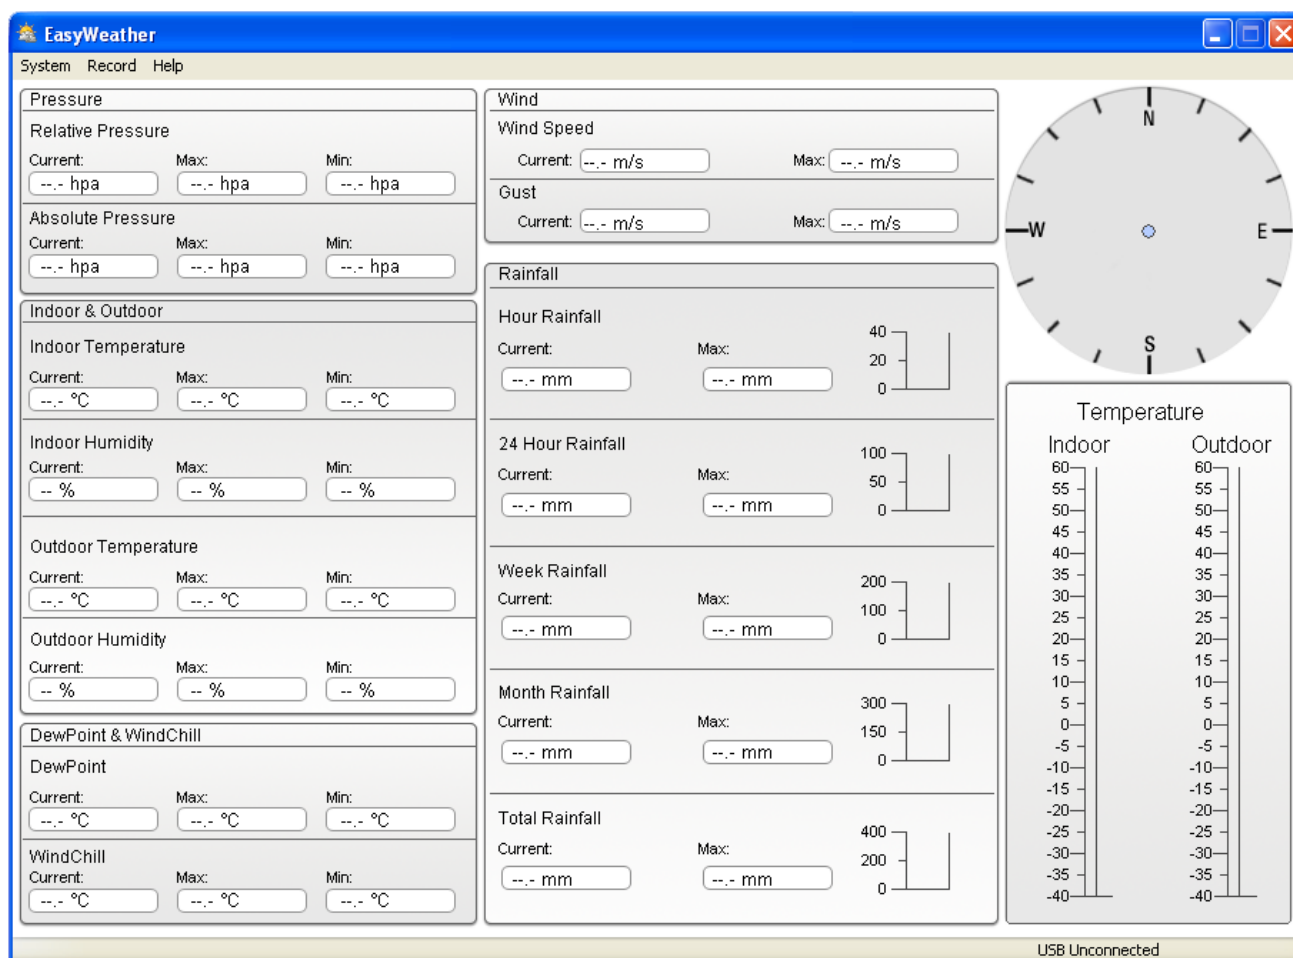 EasyWeather
System Record Help
Pressure
Relative Pressure
Current: Max: Min:
--.- hpa --.- hpa --.- hpa
Absolute Pressure
Current: Max: Min:
--.- hpa --.- hpa --.- hpa
Indoor & Outdoor
Indoor Temperature
Current: Max: Min:
--.- °C --.- °C --.- °C
Indoor Humidity
Current: Max: Min:
-- % -- % -- %
Outdoor Temperature
Current: Max: Min:
--.- °C --.- °C --.- °C
Outdoor Humidity
Current: Max: Min:
-- % -- % -- %
DewPoint & WindChill
DewPoint
Current: Max: Min:
--.- °C --.- °C --.- °C
WindChill
Current: Max: Min:
--.- °C --.- °C --.- °C
Wind
Wind Speed
Current: --.- m/s Max: --.- m/s
Gust
Current: --.- m/s Max: --.- m/s
Rainfall
Hour Rainfall
Current: Max:
--.- mm --.- mm
40
20
0
24 Hour Rainfall
Current: Max:
--.- mm --.- mm
100
50
0
Week Rainfall
Current: Max:
--.- mm --.- mm
200
100
0
Month Rainfall
Current: Max:
--.- mm --.- mm
300
150
0
Total Rainfall
Current: Max:
--.- mm --.- mm
400
200
0
N
W E
S
Temperature
Indoor Outdoor
60 60
55 55
50 50
45 45
40 40
35 35
30 30
25 25
20 20
15 15
10 10
5 5
0 0
-5 -5
-10 -10
-15 -15
-20 -20
-25 -25
-30 -30
-35 -35
-40 -40
USB Unconnected